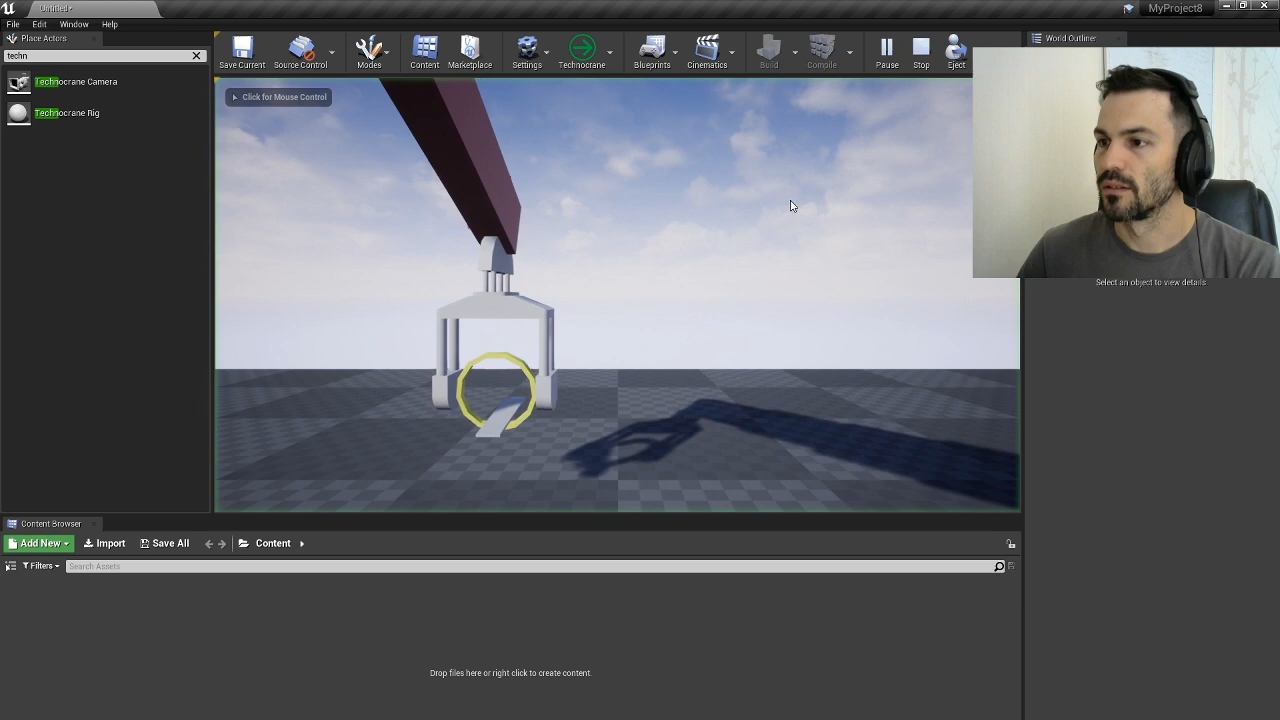 Untitled*
MyProject8
File Edit Window Help
Place Actors
techn
Technocrane Camera
Technocrane Rig
Save Current
Source Control
Modes
Content
Marketplace
Settings
Technocrane
Blueprints
Cinematics
Build
Compile
Pause
Stop
Eject
World Outliner
Click for Mouse Control
Select an object to view details
Content Browser
Add New
Import
Save All
Content
Filters
Search Assets
Drop files here or right click to create content.